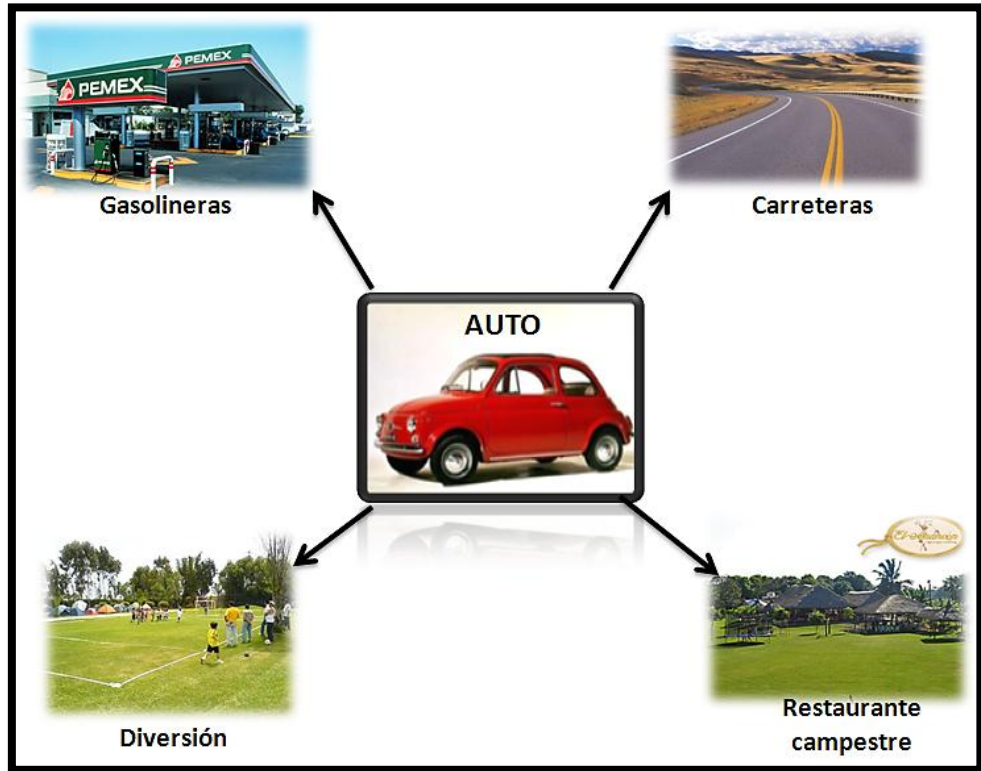 PEMEX
PEMEX
Gasolineras
Carreteras
AUTO
Diversión
Restaurante
campestre